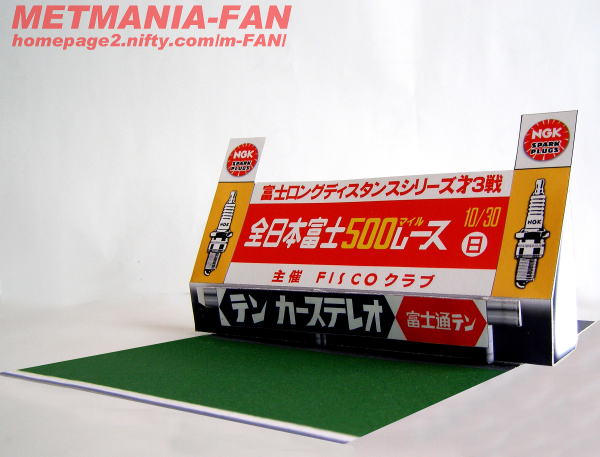 METMANIA-FAN
homepage2.nifty.com/m-FAN/
NGK
SPARK
PLUGS
NGK
SPARK
PLUGS
富士ロングディスタンスシリーズ才3戦
全日本富士500マイルレース
10/30
日
主催 FISCOクラブ
NGK
NGK
テン カーステレオ
富士通テン